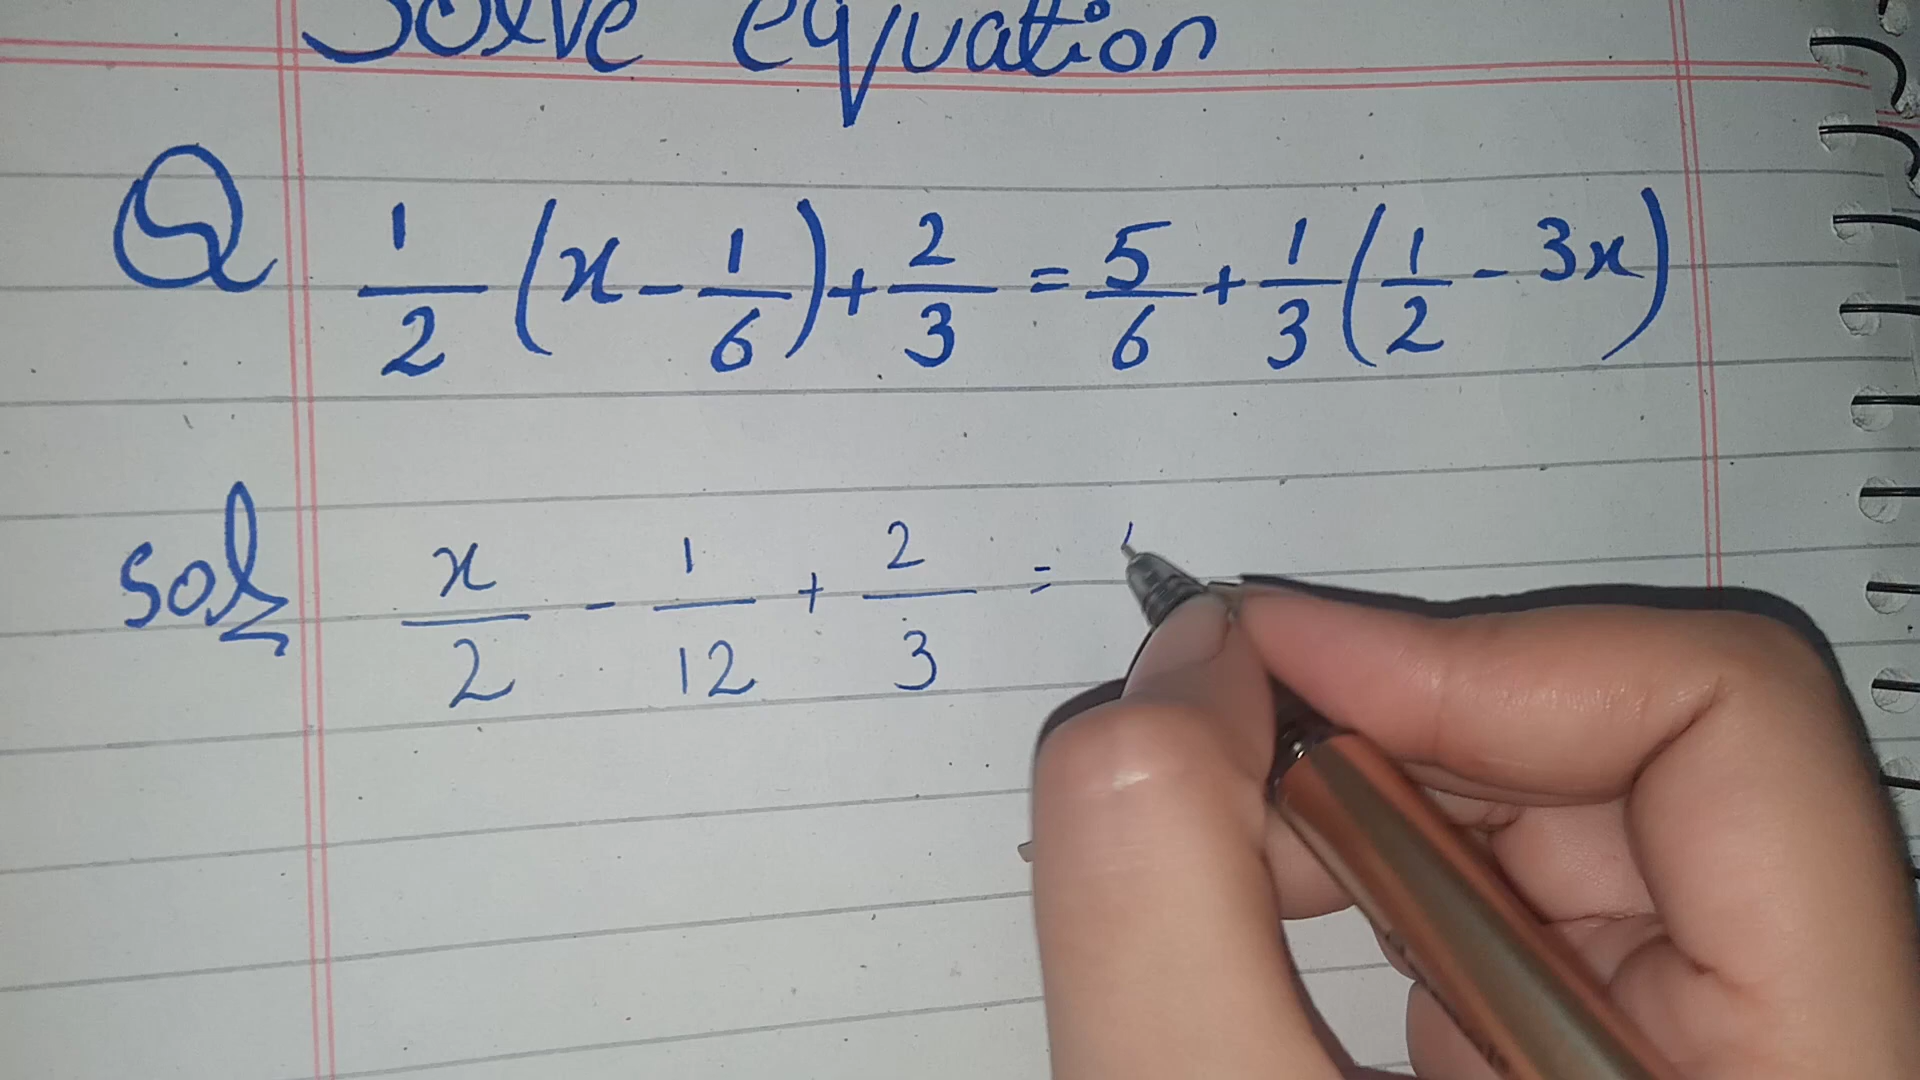 Solve equation
Q 1/2 (x - 1/6) + 2/3 = 5/6 + 1/3 (1/2 - 3x)
Sol x/2 - 1/12 + 2/3 =